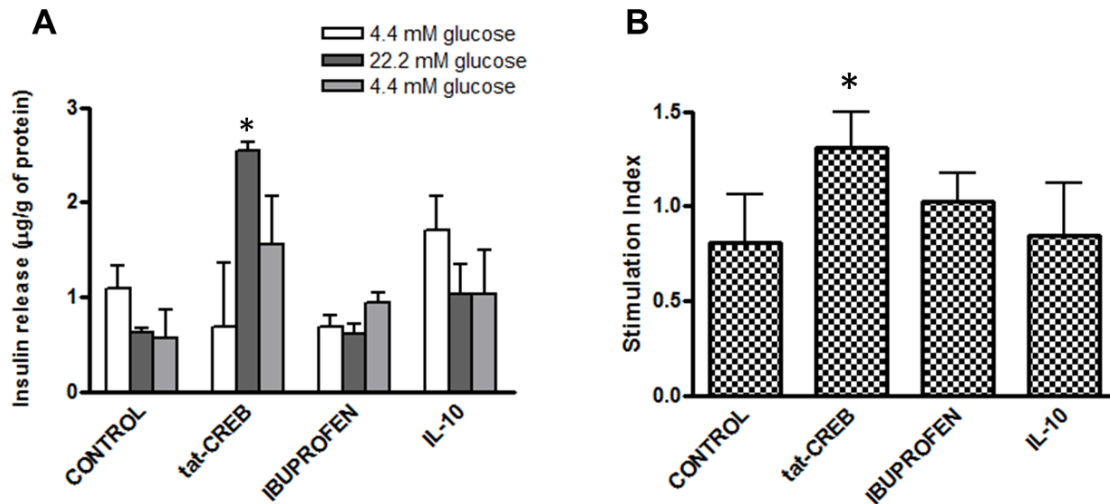 A
4.4 mM glucose
22.2 mM glucose
4.4 mM glucose
Insulin release (µg/g of protein)
3
2
1
0
*
CONTROL
tat-CREB
IBUPROFEN
IL-10
B
Stimulation Index
1.5
1.0
0.5
0.0
*
CONTROL
tat-CREB
IBUPROFEN
IL-10